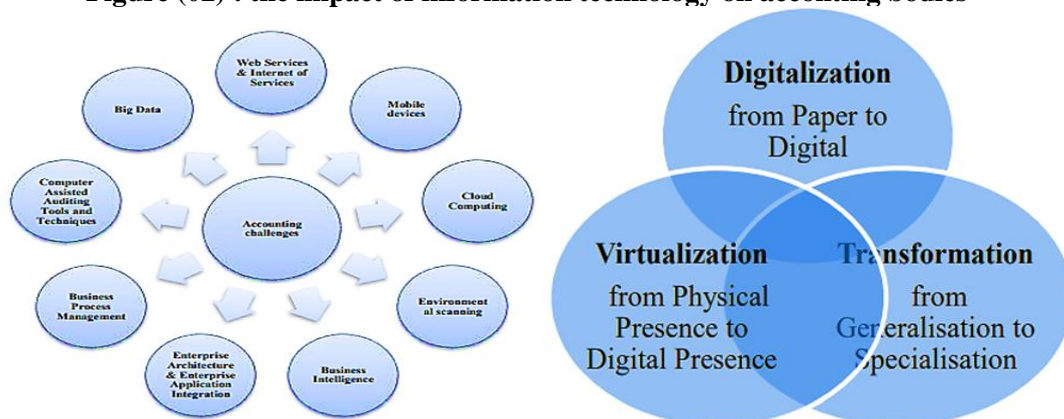 Figure (02) : the impact of information technology on accounting bodies
Web Services
& Internet of
Services
Mobile
devices
Cloud
Computing
Environment
al scanning
Business
Intelligence
Enterprise
Architecture
& Enterprise
Application
Integration
Business
Process
Management
Computer
Assisted
Auditing
Tools and
Techniques
Big Data
Accounting
challenges
Digitalization
from Paper to
Digital
Virtualization
from Physical
Presence to
Digital Presence
Transformation
from
Generalisation to
Specialisation